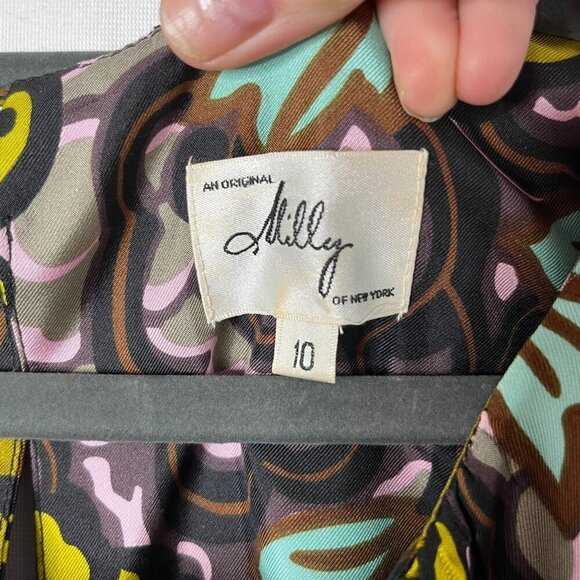 AN ORIGINAL
Milly
OF NEW YORK
10